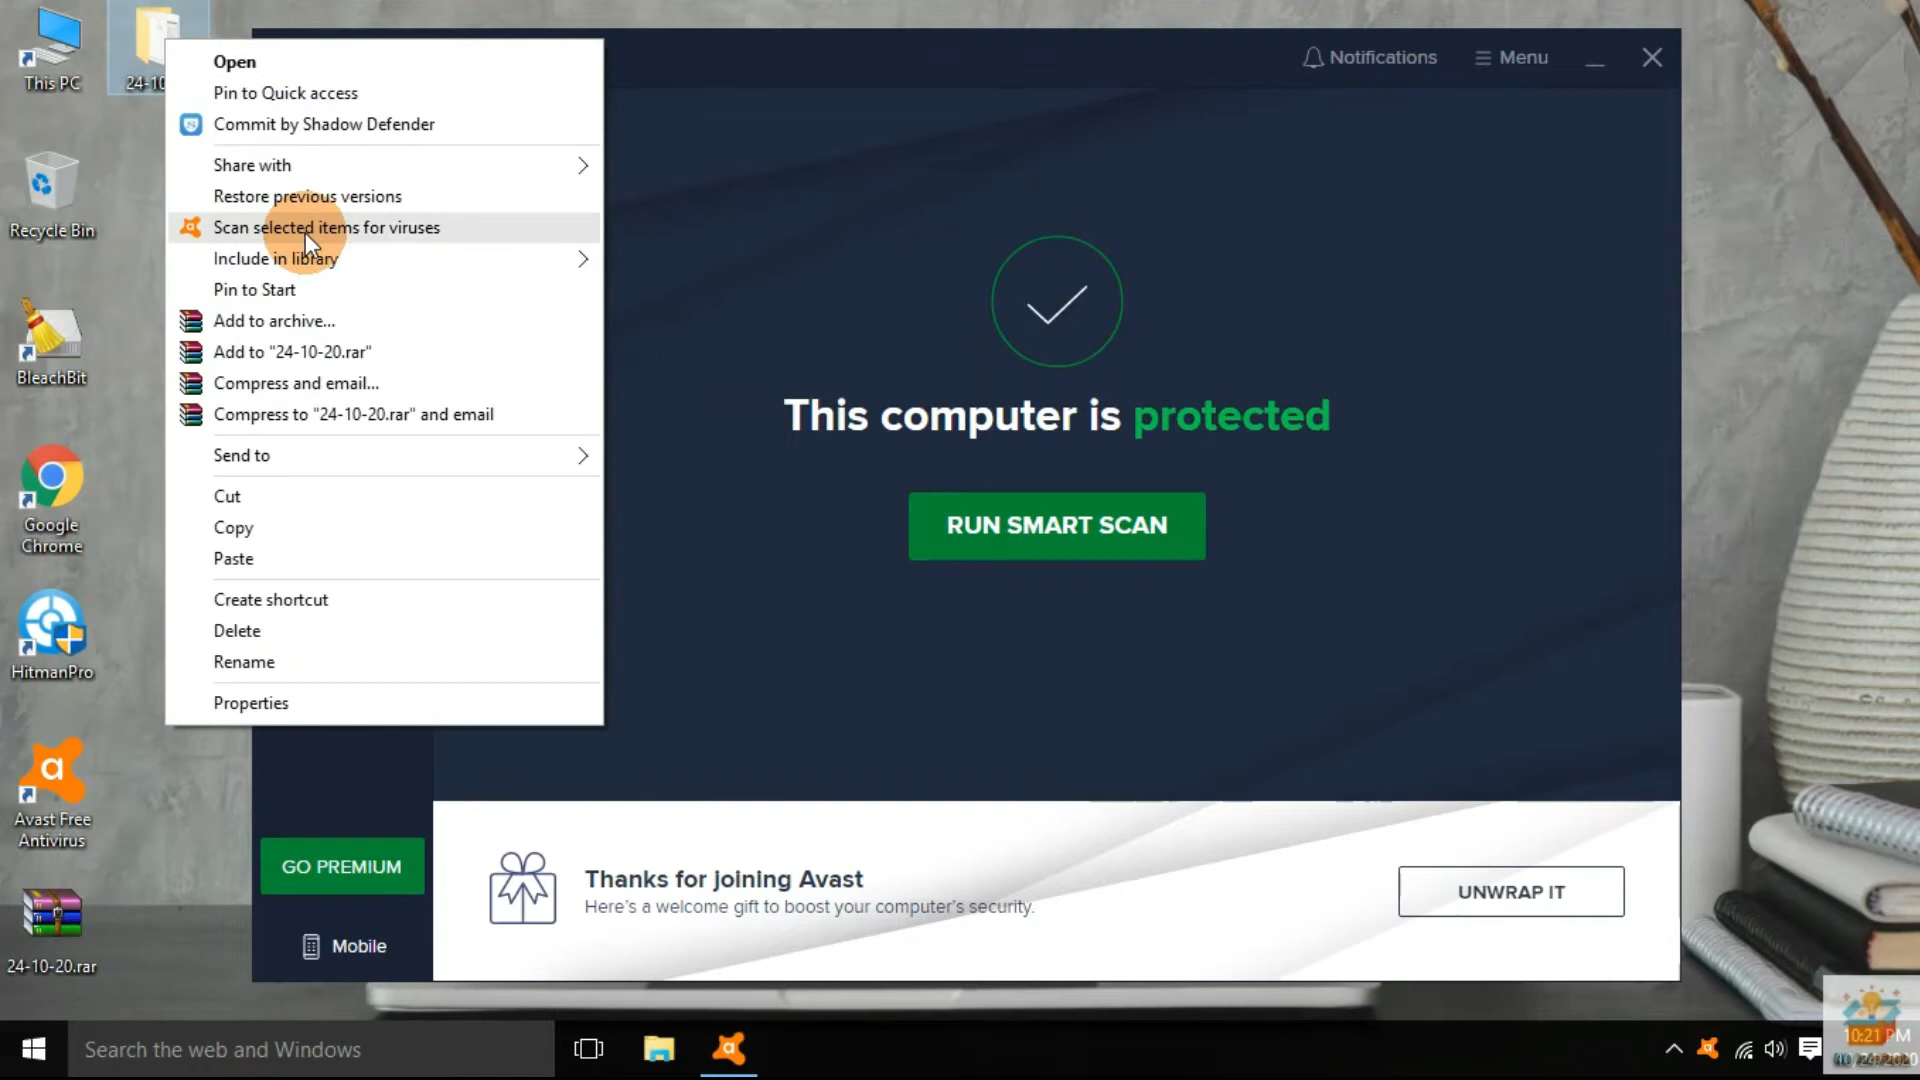 This PC
24-10
Recycle Bin
BleachBit
Google
Chrome
HitmanPro
a
Avast Free
Antivirus
24-10-20.rar
Open
Pin to Quick access
Commit by Shadow Defender
Share with
Restore previous versions
Scan selected items for viruses
Include in library
Pin to Start
Add to archive...
Add to "24-10-20.rar"
Compress and email...
Compress to "24-10-20.rar" and email
Send to
Cut
Copy
Paste
Create shortcut
Delete
Rename
Properties
Notifications
Menu
This computer is protected
RUN SMART SCAN
GO PREMIUM
Mobile
Thanks for joining Avast
Here's a welcome gift to boost your computer's security.
UNWRAP IT
Search the web and Windows
10:21 PM
10/24/2020